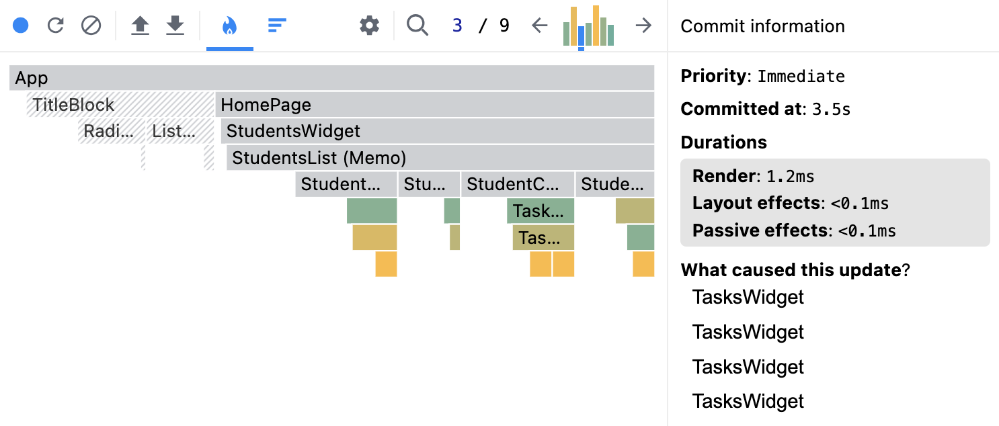 3 / 9
Commit information
App
TitleBlock
HomePage
Radi...
List...
StudentsWidget
StudentsList (Memo)
Student...
Stu...
StudentC...
Stude...
Task...
Tas...
Priority: Immediate
Committed at: 3.5s
Durations
Render: 1.2ms
Layout effects: <0.1ms
Passive effects: <0.1ms
What caused this update?
TasksWidget
TasksWidget
TasksWidget
TasksWidget